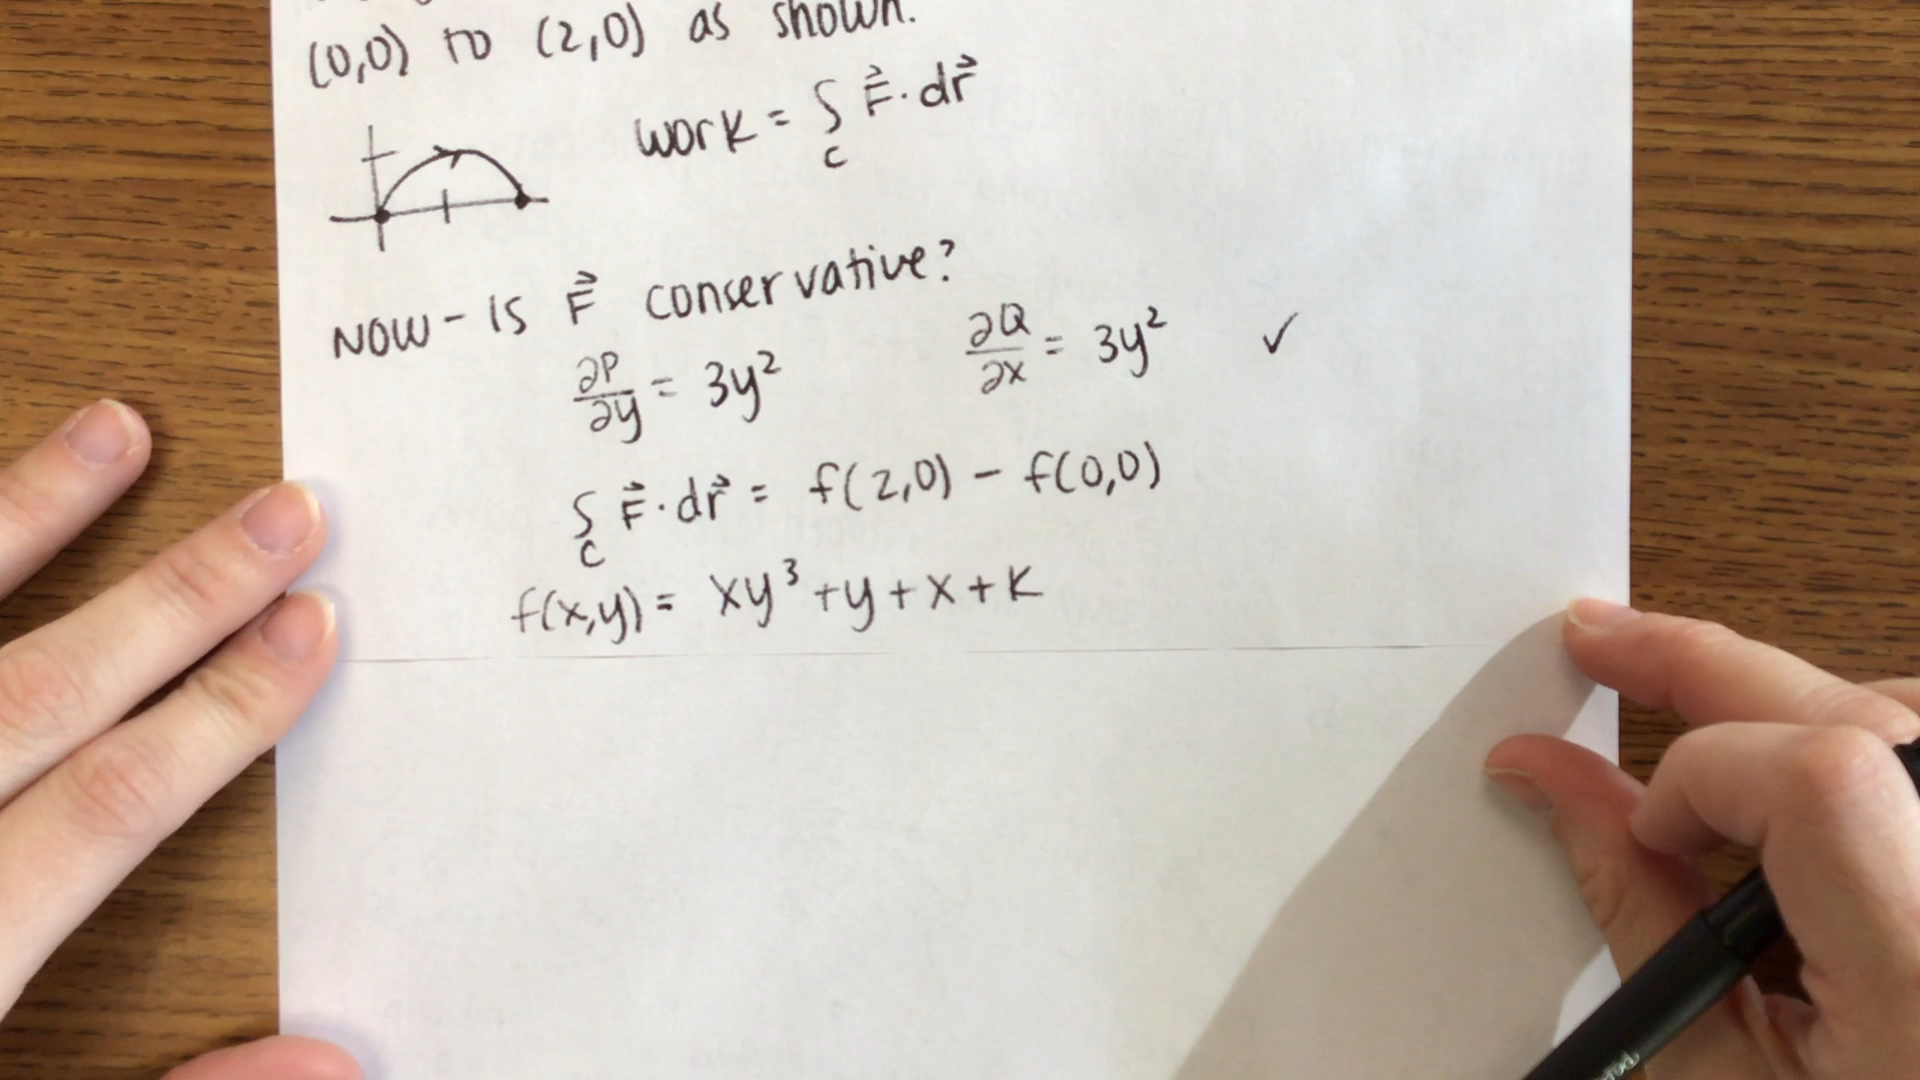 (0,0) to (2,0) as shown.
work = ∫_C F⃗ · dr⃗
NOW - IS F⃗ conservative?
∂P/∂y = 3y² ∂Q/∂x = 3y² ✓
∫_C F⃗ · dr⃗ = f(2,0) - f(0,0)
f(x,y) = xy³ + y + x + K